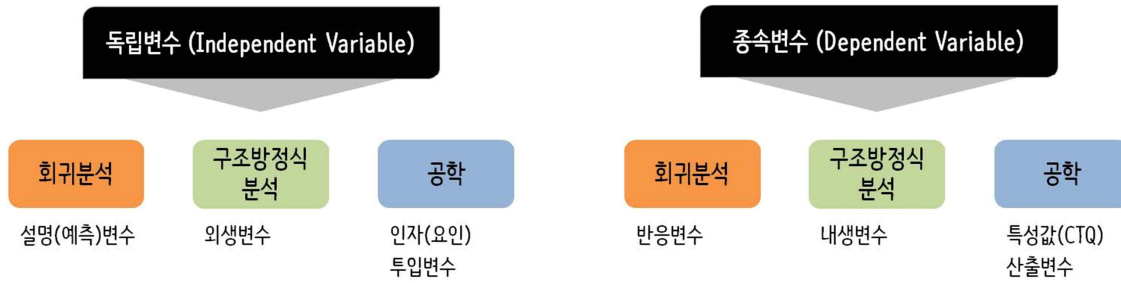 독립변수 (Independent Variable)
회귀분석
구조방정식
분석
공학
설명(예측)변수
외생변수
인자(요인)
투입변수
종속변수 (Dependent Variable)
회귀분석
구조방정식
분석
공학
반응변수
내생변수
특성값(CTQ)
산출변수